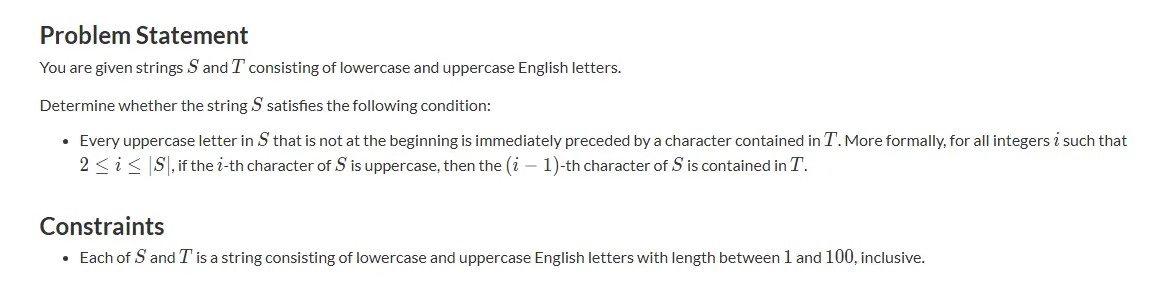 Problem Statement
You are given strings S and T consisting of lowercase and uppercase English letters.
Determine whether the string S satisfies the following condition:
• Every uppercase letter in S that is not at the beginning is immediately preceded by a character contained in T. More formally, for all integers i such that
2 ≤ i ≤ |S|, if the i-th character of S is uppercase, then the (i − 1)-th character of S is contained in T.
Constraints
• Each of S and T is a string consisting of lowercase and uppercase English letters with length between 1 and 100, inclusive.